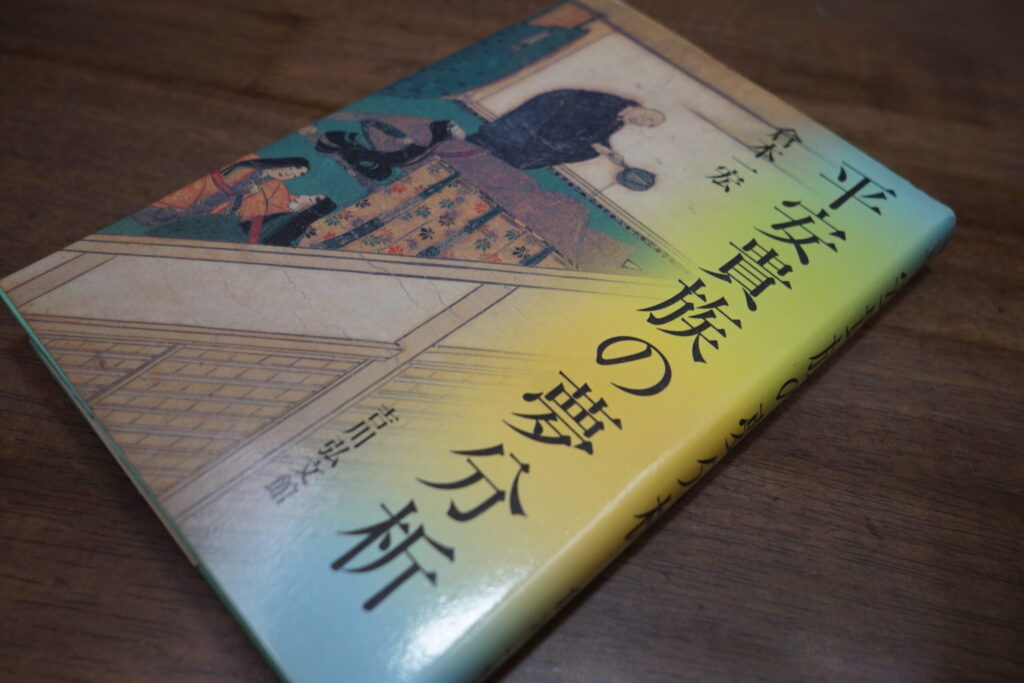 平安貴族の夢分析
倉本一宏
吉川弘文館